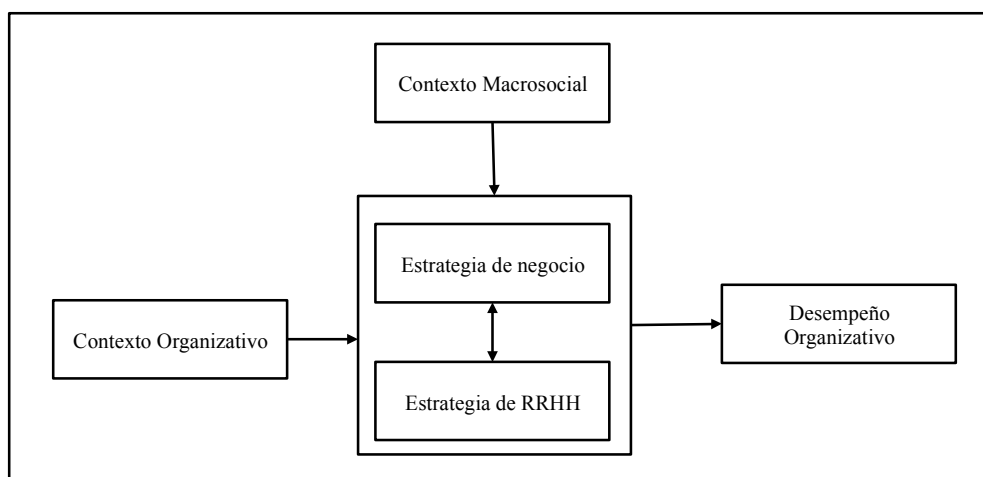 Contexto Macrosocial
Estrategia de negocio
Contexto Organizativo
Estrategia de RRHH
Desempeño
Organizativo